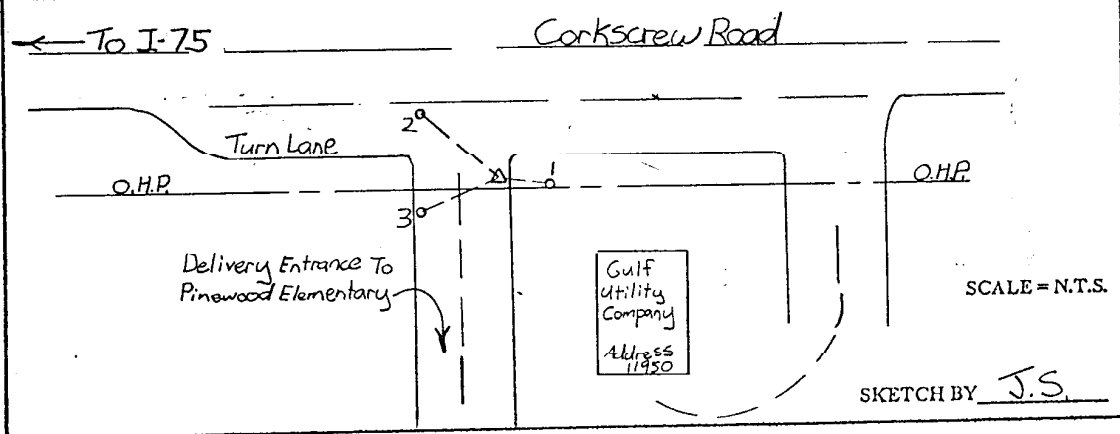 To I-75
Corkscrew Road
2
Turn Lane
1
O.H.P.
O.H.P.
3
Delivery Entrance To
Pinewood Elementary
Gulf
Utility
Company
Address
11950
SCALE = N.T.S.
SKETCH BY J.S.